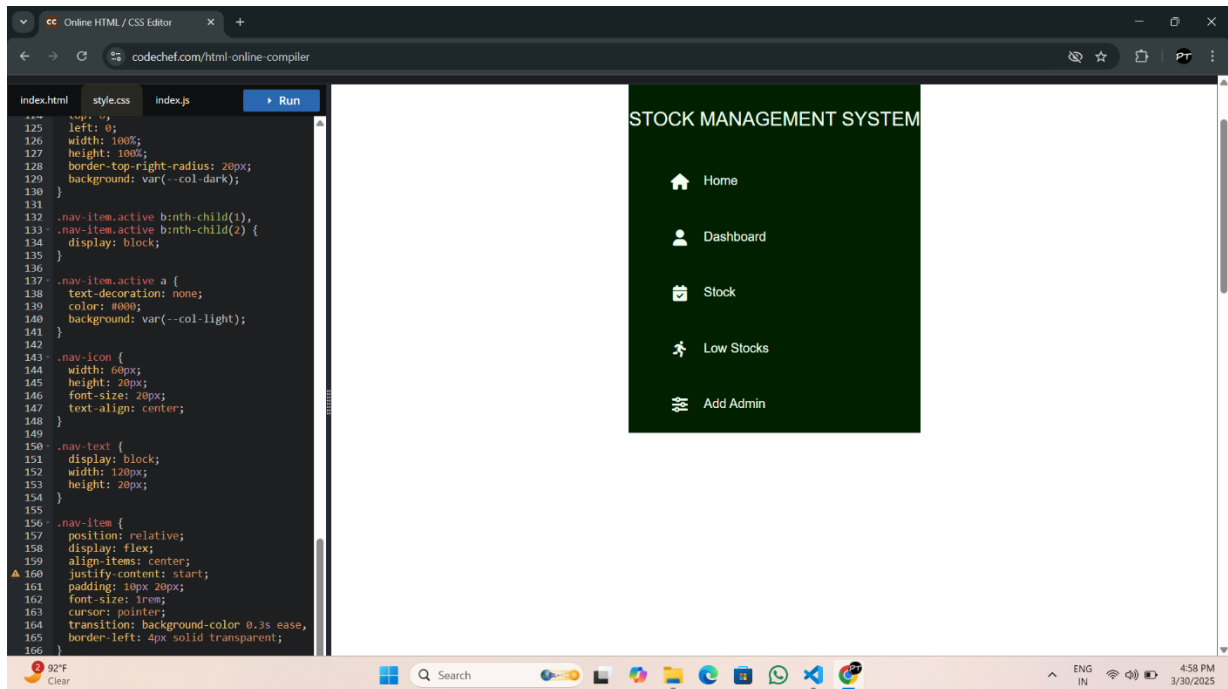 cc Online HTML / CSS Editor
codechef.com/html-online-compiler
PT
index.html style.css index.js Run
124 top: 0;
125 left: 0;
126 width: 100%;
127 height: 100%;
128 border-top-right-radius: 20px;
129 background: var(--col-dark);
130 }
131
132 .nav-item.active b:nth-child(1),
133 .nav-item.active b:nth-child(2) {
134 display: block;
135 }
136
137 .nav-item.active a {
138 text-decoration: none;
139 color: #000;
140 background: var(--col-light);
141 }
142
143 .nav-icon {
144 width: 60px;
145 height: 20px;
146 font-size: 20px;
147 text-align: center;
148 }
149
150 .nav-text {
151 display: block;
152 width: 120px;
153 height: 20px;
154 }
155
156 .nav-item {
157 position: relative;
158 display: flex;
159 align-items: center;
160 justify-content: start;
161 padding: 10px 20px;
162 font-size: 1rem;
163 cursor: pointer;
164 transition: background-color 0.3s ease,
165 border-left: 4px solid transparent;
166 }
STOCK MANAGEMENT SYSTEM
Home
Dashboard
Stock
Low Stocks
Add Admin
2
92°F
Clear
Search
PT
ENG
IN
4:58 PM
3/30/2025